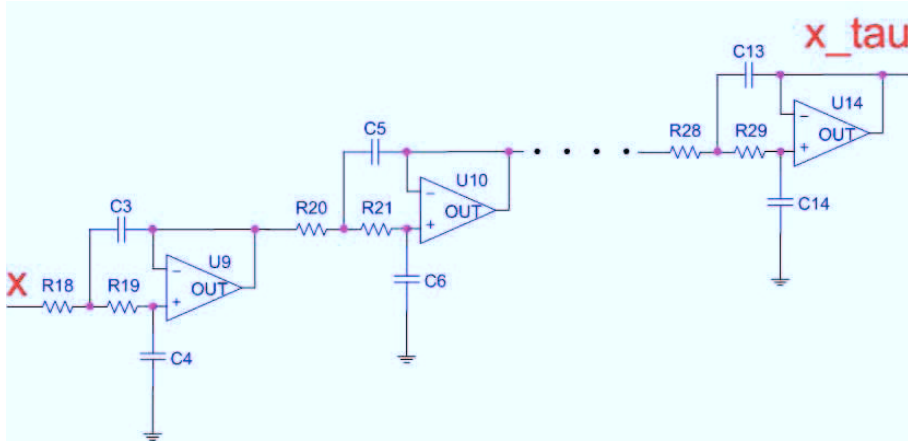 x_tau
C13
U14
R28 R29
−
OUT
+
C14
C5
U10
R20 R21
−
OUT
+
C6
C3
U9
x R18 R19
−
OUT
+
C4